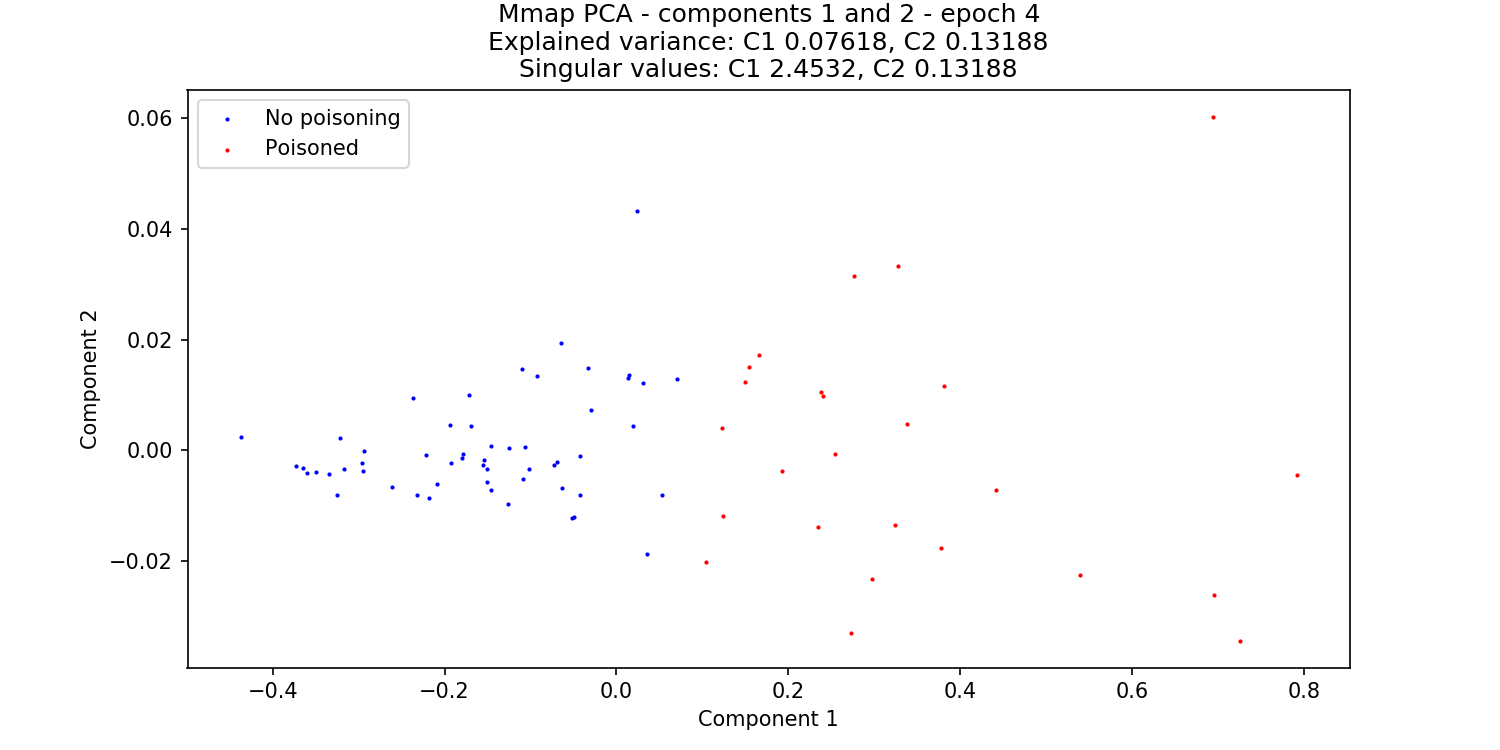 Mmap PCA - components 1 and 2 - epoch 4
Explained variance: C1 0.07618, C2 0.13188
Singular values: C1 2.4532, C2 0.13188
No poisoning
Poisoned
0.06
0.04
0.02
0.00
−0.02
Component 2
−0.4
−0.2
0.0
0.2
0.4
0.6
0.8
Component 1